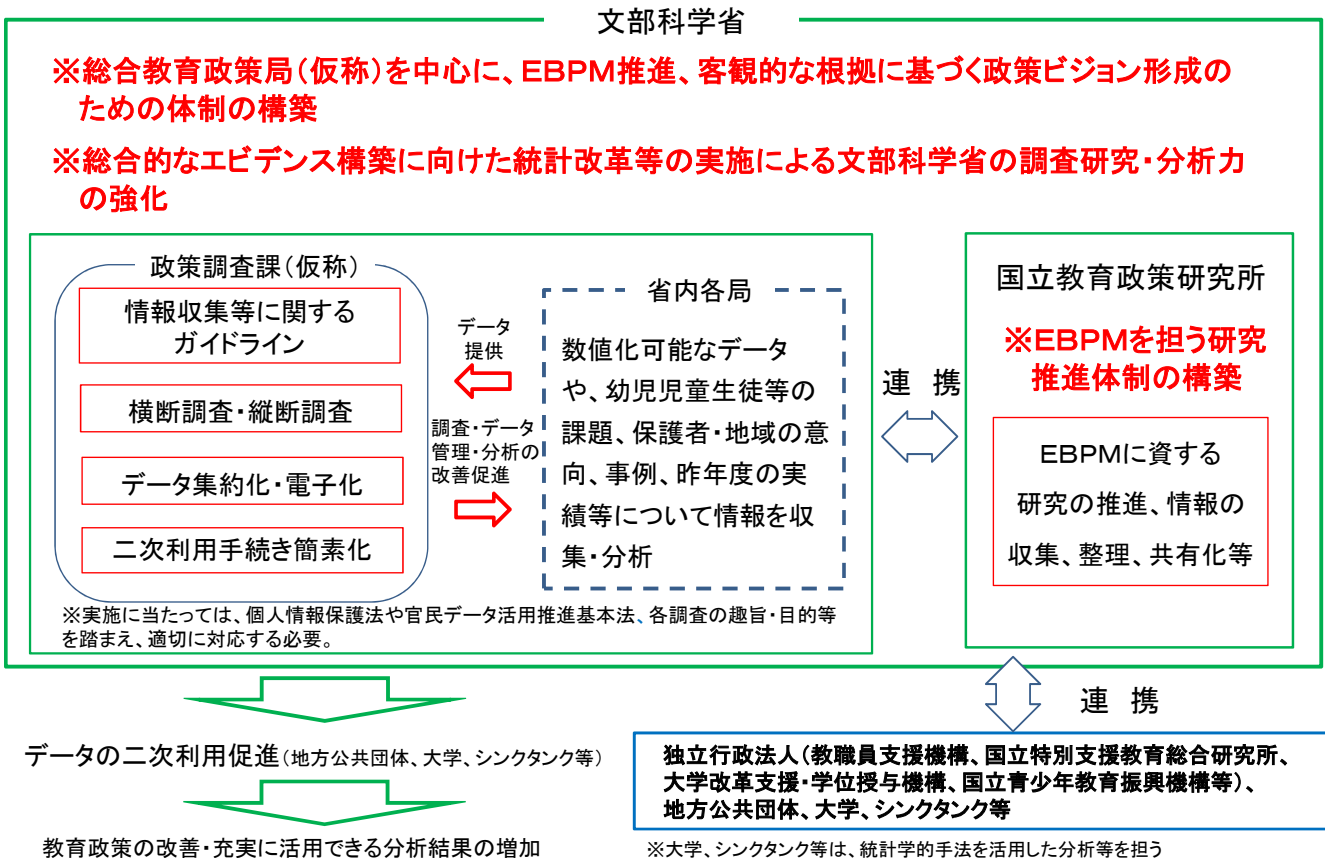 文部科学省
※総合教育政策局(仮称)を中心に、EBPM推進、客観的な根拠に基づく政策ビジョン形成の
ための体制の構築
※総合的なエビデンス構築に向けた統計改革等の実施による文部科学省の調査研究・分析力
の強化
政策調査課(仮称)
情報収集等に関する
ガイドライン
横断調査・縦断調査
データ集約化・電子化
二次利用手続き簡素化
データ
提供
調査・データ
管理・分析の
改善促進
省内各局
数値化可能なデータ
や、幼児児童生徒等の
課題、保護者・地域の意
向、事例、昨年度の実
績等について情報を収
集・分析
※実施に当たっては、個人情報保護法や官民データ活用推進基本法、各調査の趣旨・目的等
を踏まえ、適切に対応する必要。
連 携
国立教育政策研究所
※EBPMを担う研究
推進体制の構築
EBPMに資する
研究の推進、情報の
収集、整理、共有化等
連 携
データの二次利用促進(地方公共団体、大学、シンクタンク等)
教育政策の改善・充実に活用できる分析結果の増加
独立行政法人(教職員支援機構、国立特別支援教育総合研究所、
大学改革支援・学位授与機構、国立青少年教育振興機構等)、
地方公共団体、大学、シンクタンク等
※大学、シンクタンク等は、統計学的手法を活用した分析等を担う